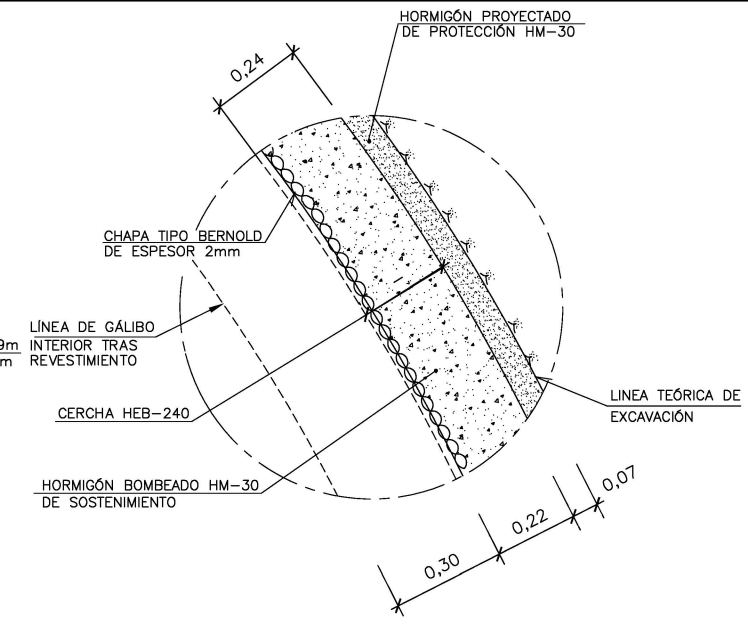 HORMIGÓN PROYECTADO
DE PROTECCIÓN HM-30
0,24
CHAPA TIPO BERNOLD
DE ESPESOR 2mm
LÍNEA DE GÁLIBO
9m INTERIOR TRAS
m REVESTIMIENTO
CERCHA HEB-240
LINEA TEÓRICA DE
EXCAVACIÓN
HORMIGÓN BOMBEADO HM-30
DE SOSTENIMIENTO
0,07
0,22
0,30